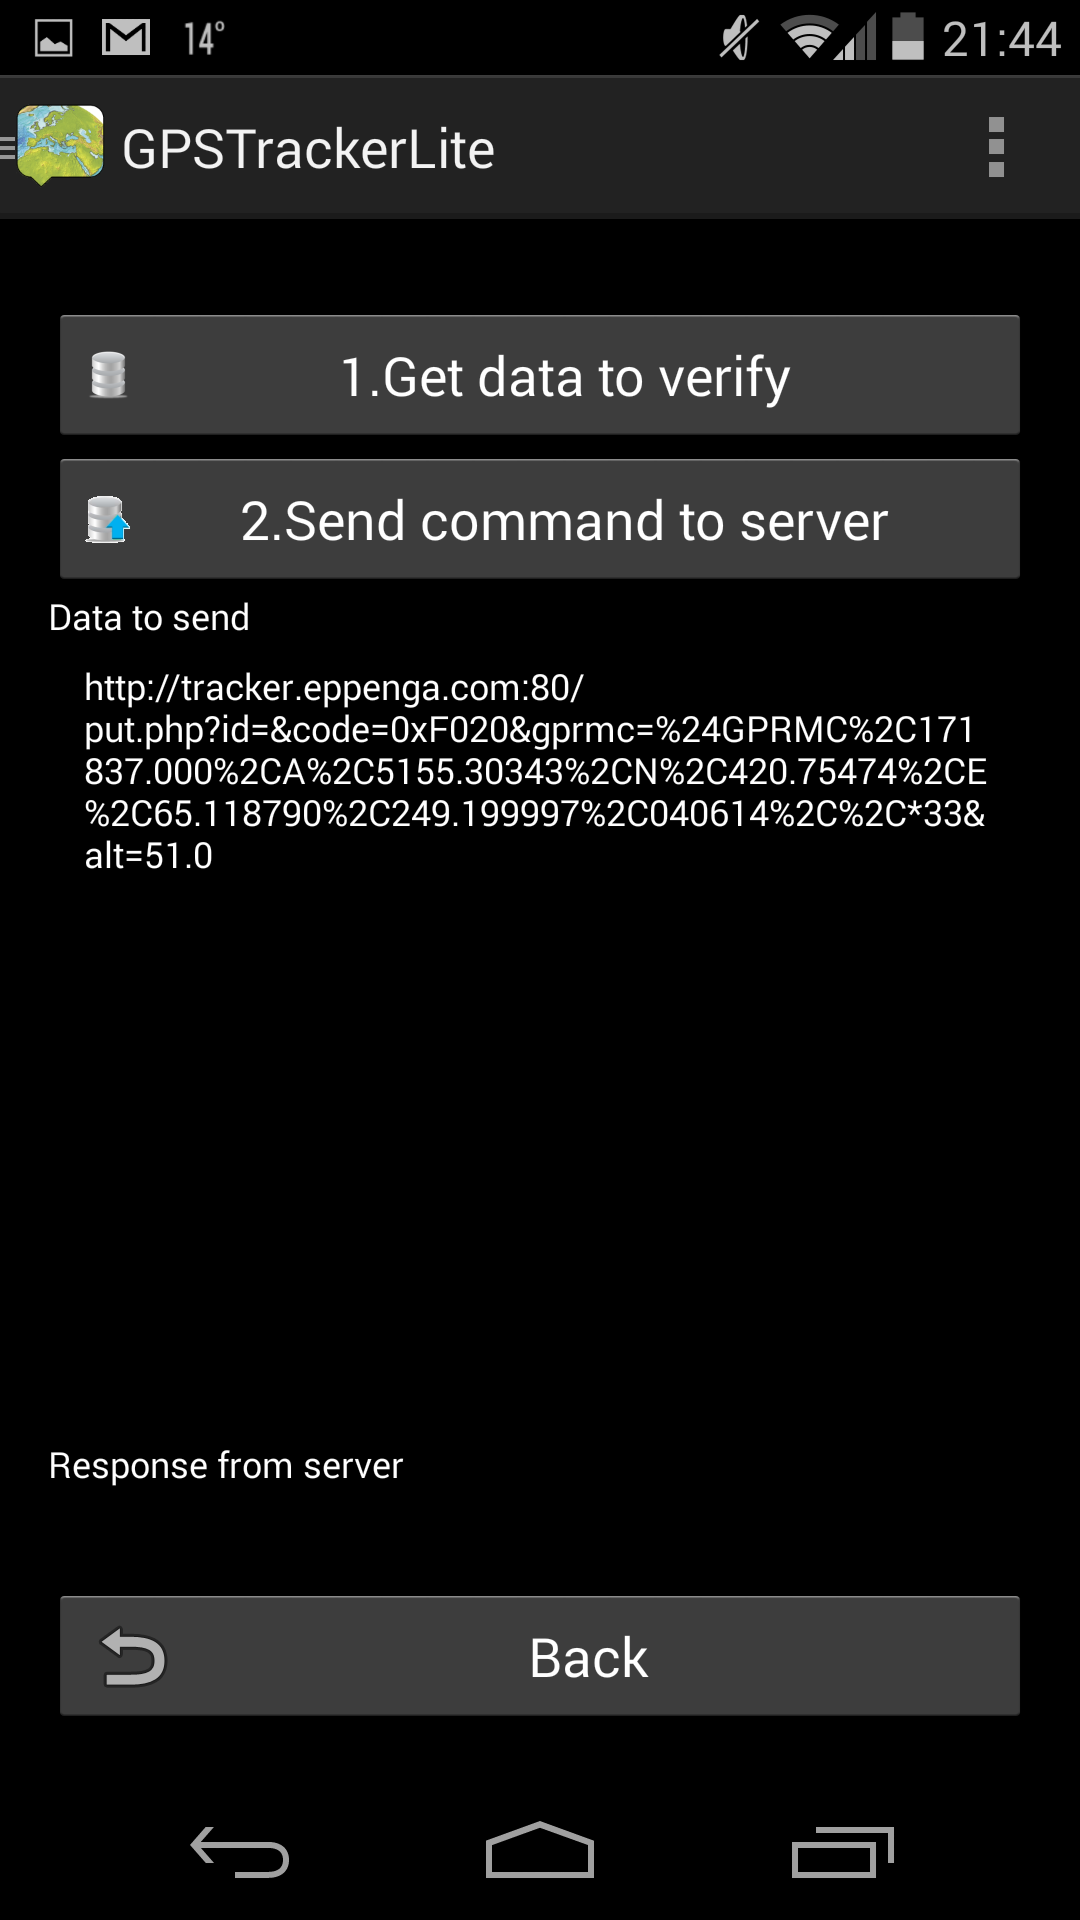 14° 21:44
GPSTrackerLite
1.Get data to verify
2.Send command to server
Data to send
http://tracker.eppenga.com:80/
put.php?id=&code=0xF020&gprmc=%24GPRMC%2C171
837.000%2CA%2C5155.30343%2CN%2C420.75474%2CE
%2C65.118790%2C249.199997%2C040614%2C%2C*33&
alt=51.0
Response from server
Back